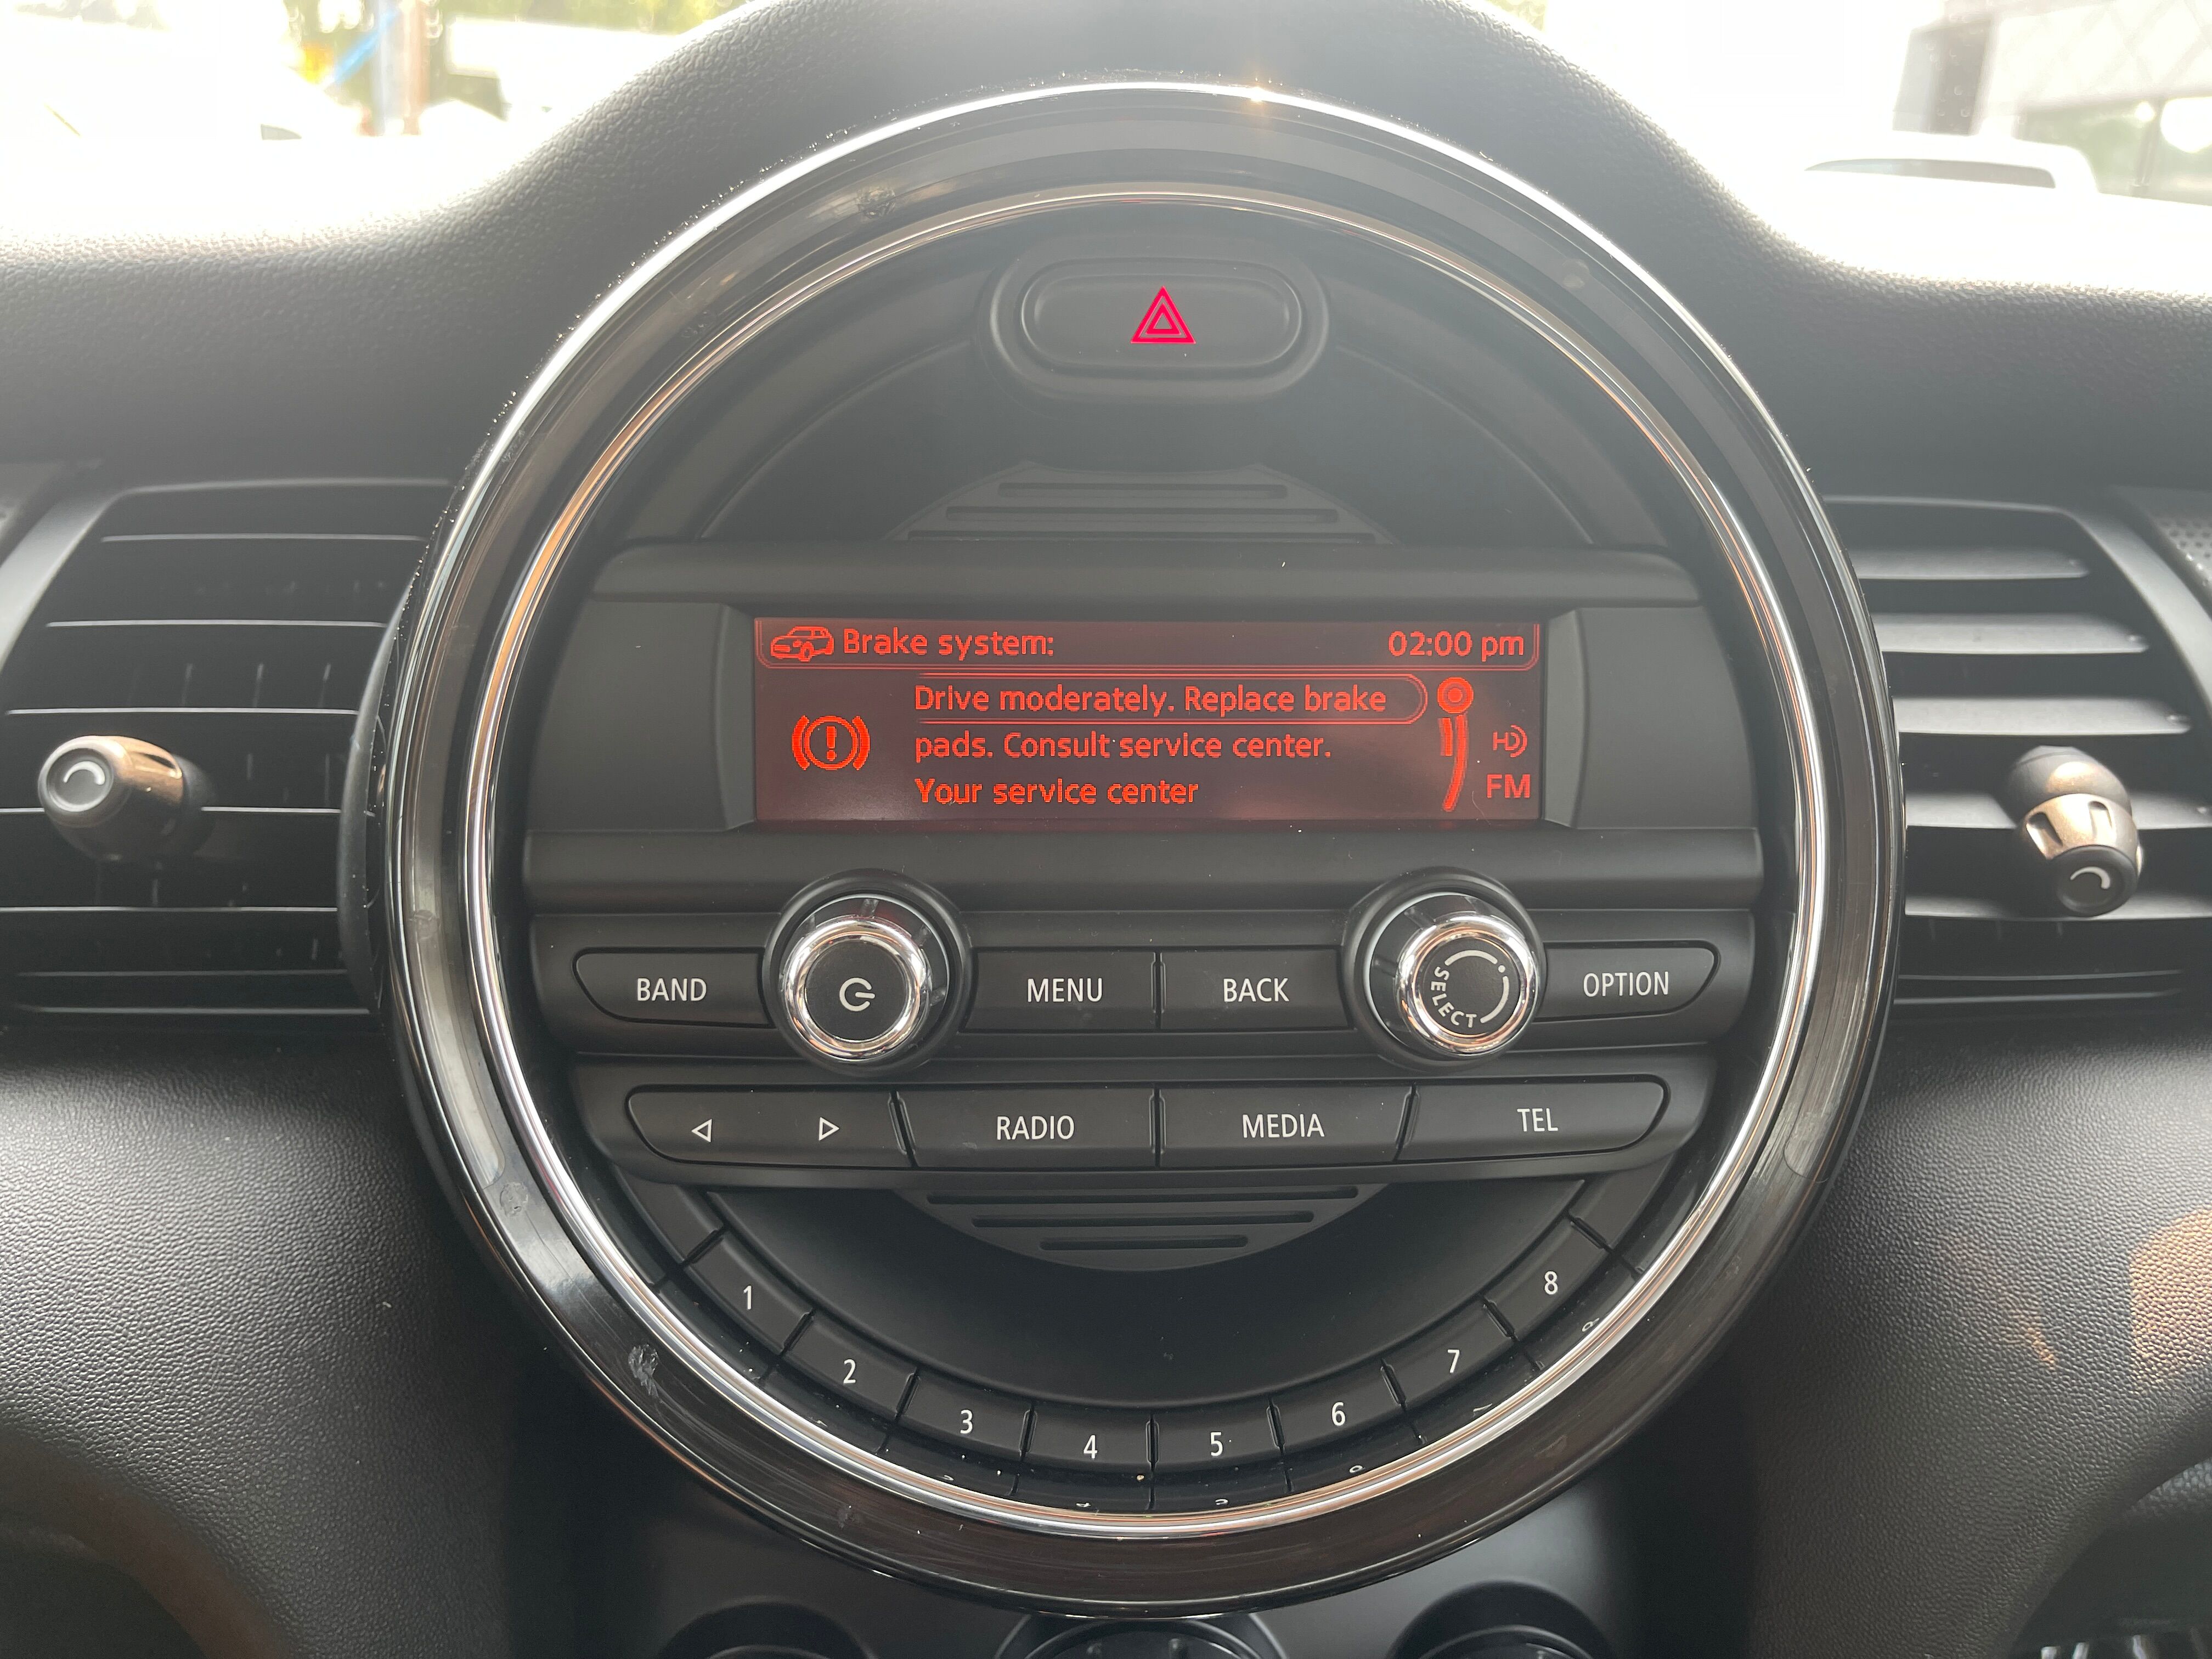 Brake system: 02:00 pm
Drive moderately. Replace brake
pads. Consult service center.
Your service center
HD
FM
BAND
MENU
BACK
SELECT
OPTION
RADIO
MEDIA
TEL
1
2
3
4
5
6
7
8